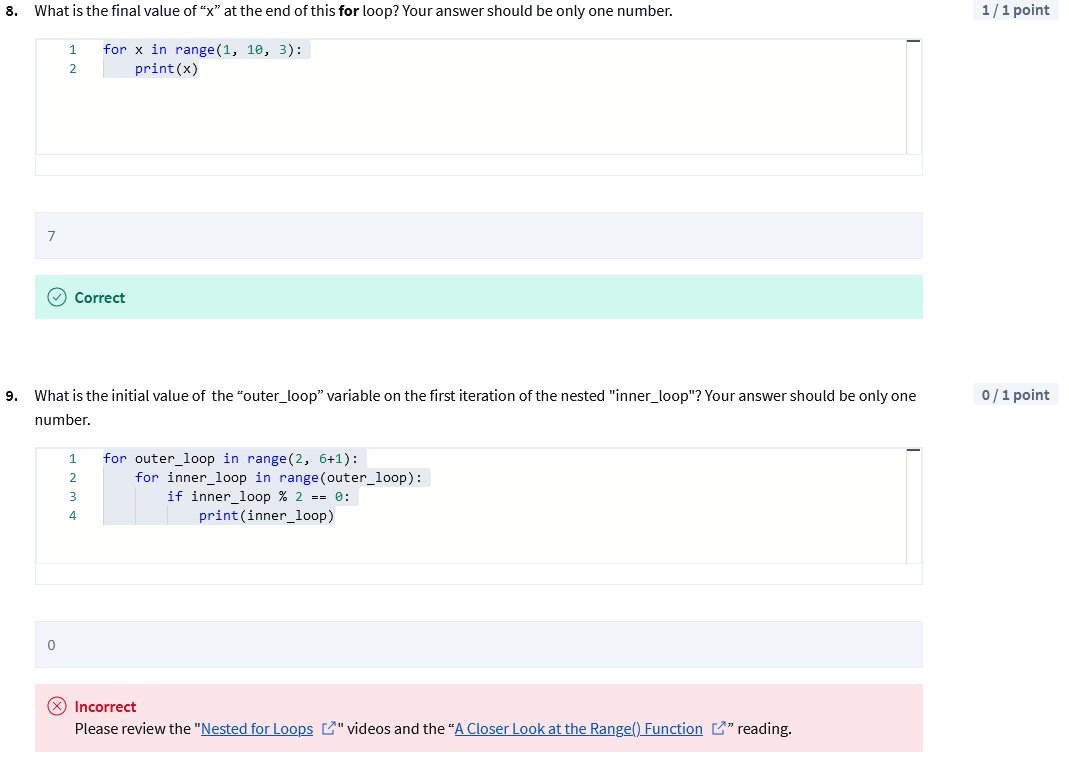 8. What is the final value of “x” at the end of this for loop? Your answer should be only one number.
1 / 1 point
1 for x in range(1, 10, 3):
2     print(x)
7
Correct
9. What is the initial value of the “outer_loop” variable on the first iteration of the nested "inner_loop"? Your answer should be only one
number.
0 / 1 point
1 for outer_loop in range(2, 6+1):
2     for inner_loop in range(outer_loop):
3         if inner_loop % 2 == 0:
4             print(inner_loop)
0
Incorrect
Please review the "Nested for Loops" videos and the “A Closer Look at the Range() Function” reading.